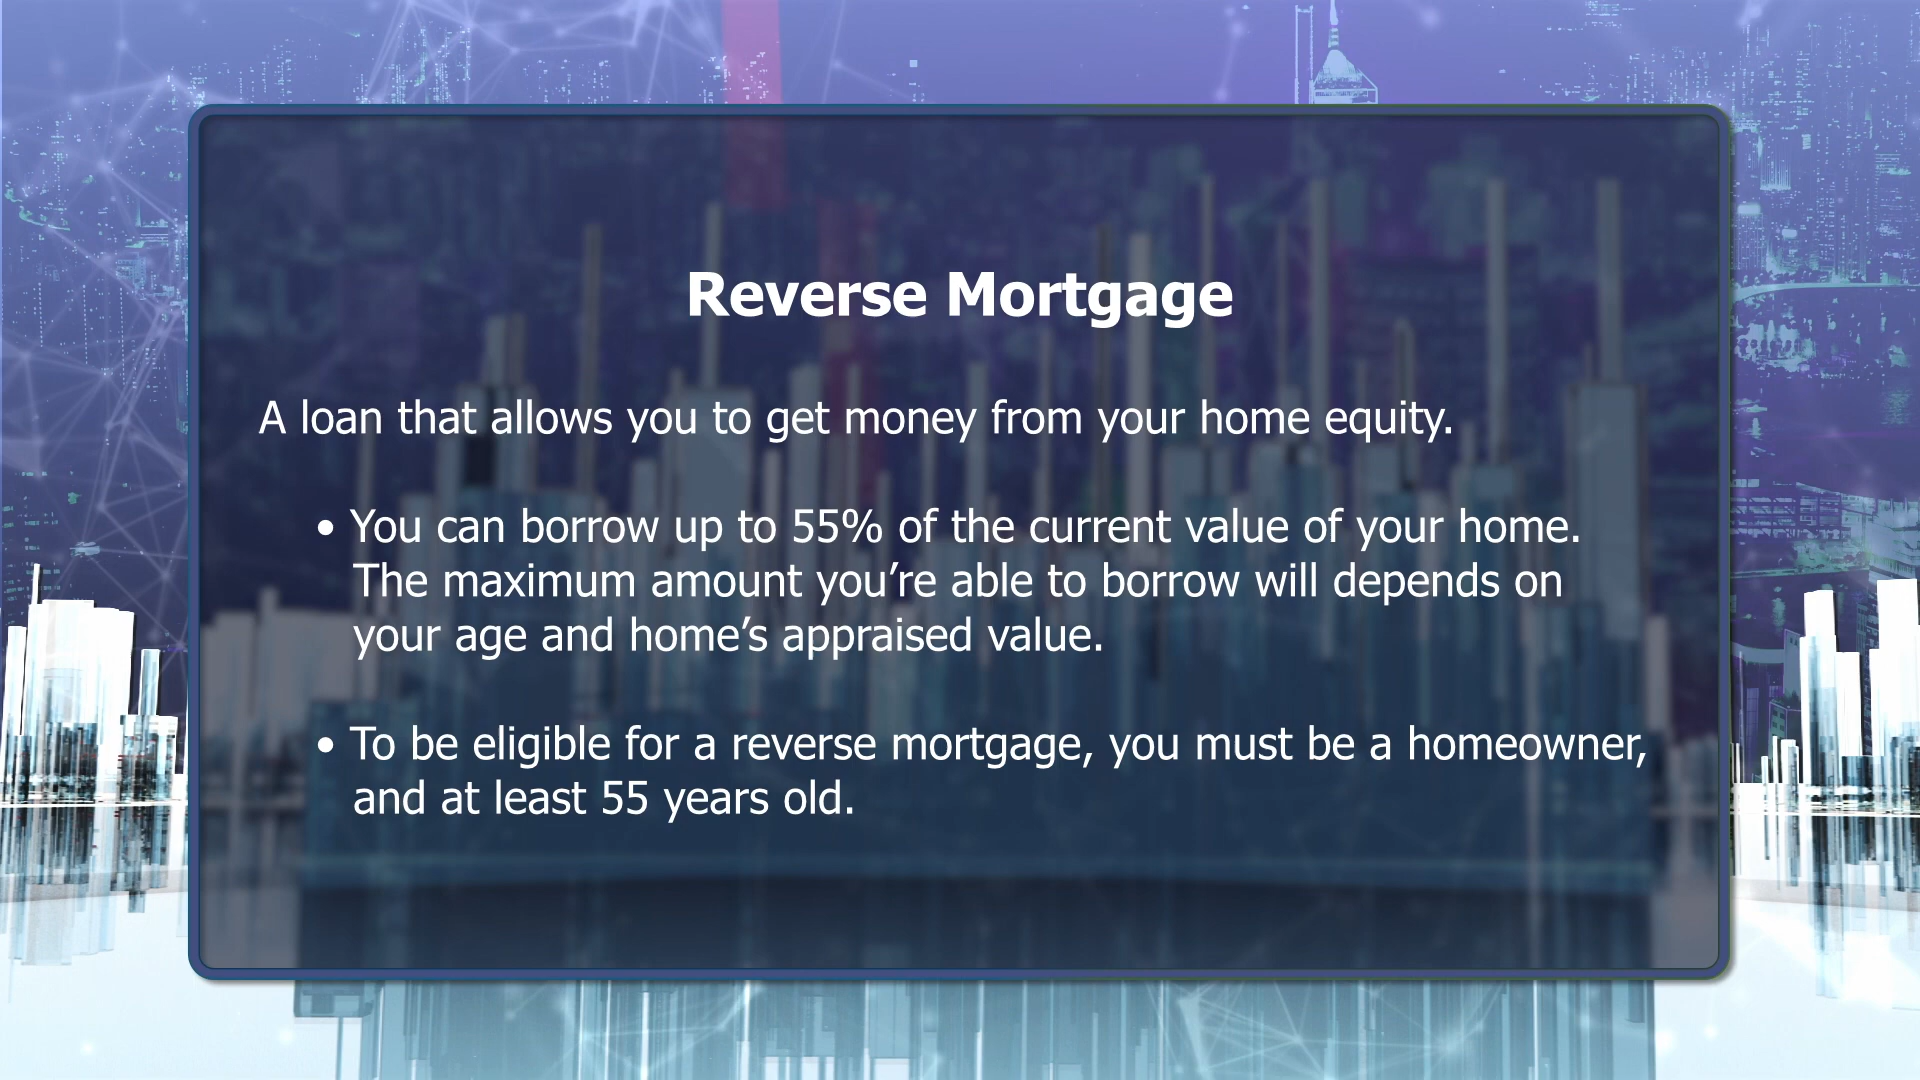 Reverse Mortgage
A loan that allows you to get money from your home equity.
• You can borrow up to 55% of the current value of your home.
The maximum amount you’re able to borrow will depends on
your age and home’s appraised value.
• To be eligible for a reverse mortgage, you must be a homeowner,
and at least 55 years old.